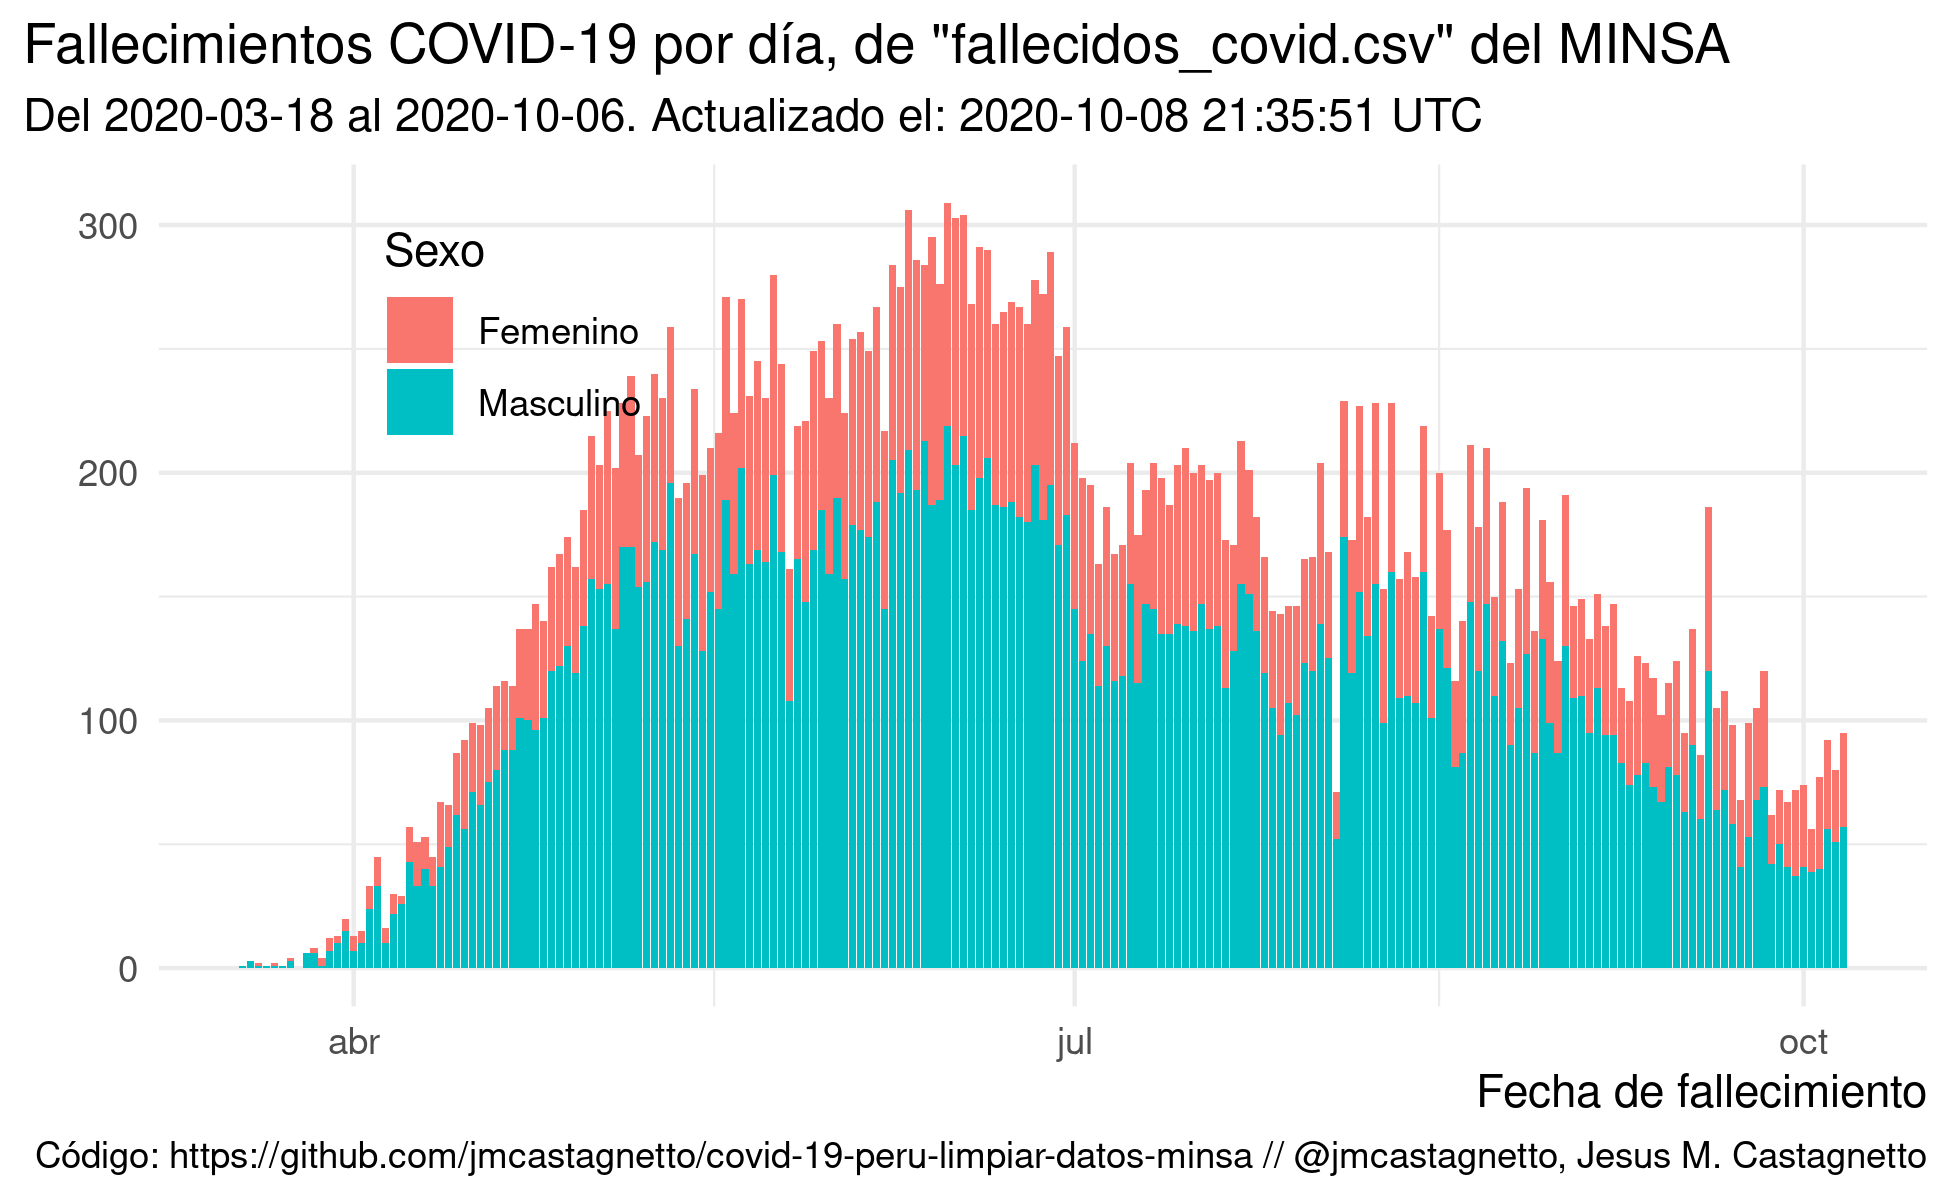 Fallecimientos COVID-19 por día, de "fallecidos_covid.csv" del MINSA
Del 2020-03-18 al 2020-10-06. Actualizado el: 2020-10-08 21:35:51 UTC
300
200
100
0
Sexo
Femenino
Masculino
abr
jul
oct
Fecha de fallecimiento
Código: https://github.com/jmcastagnetto/covid-19-peru-limpiar-datos-minsa // @jmcastagnetto, Jesus M. Castagnetto